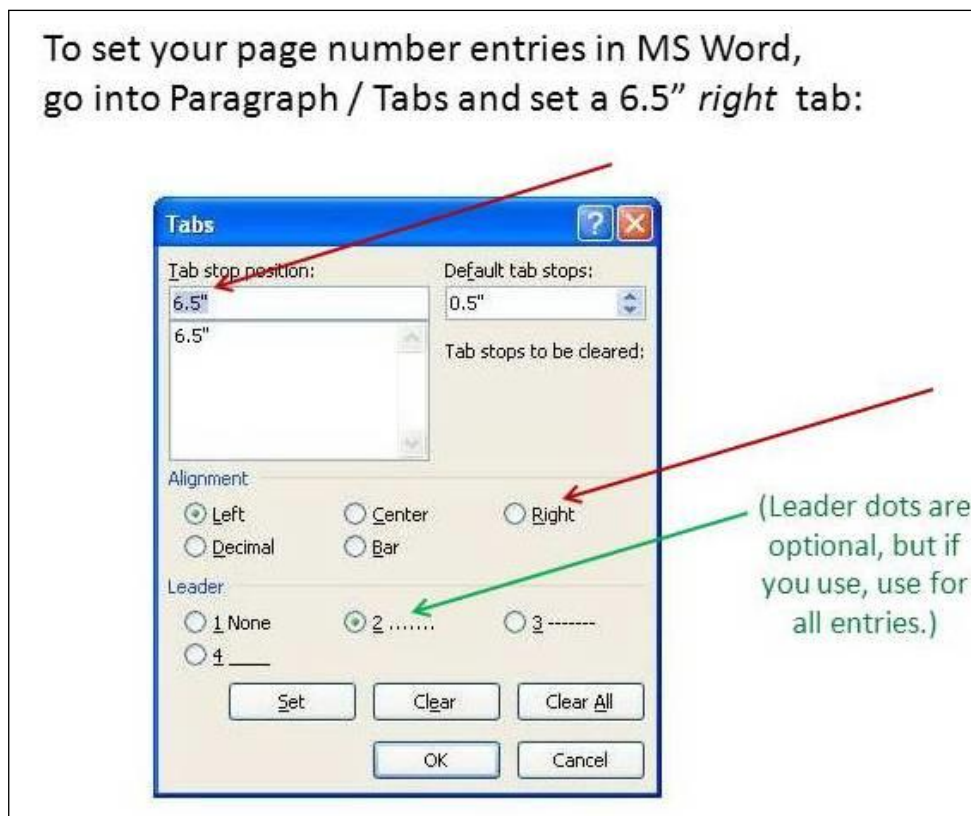 To set your page number entries in MS Word,
go into Paragraph / Tabs and set a 6.5” right tab:
Tabs
Tab stop position:
Default tab stops:
6.5"
0.5"
6.5"
Tab stops to be cleared:
Alignment
Left
Center
Right
Decimal
Bar
(Leader dots are
optional, but if
you use, use for
all entries.)
Leader
1 None
2 .......
3 -------
4 ____
Set
Clear
Clear All
OK
Cancel